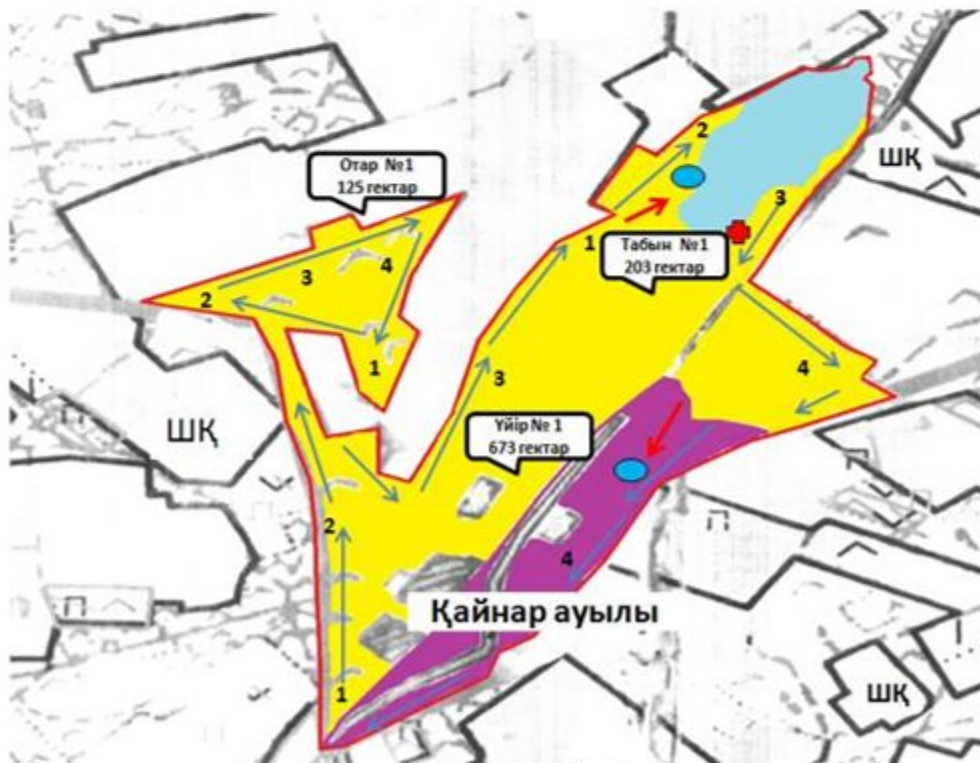 АКСУ
2
ШҚ
Отар №1
125 гектар
3
1
Табын №1
203 гектар
4
3
2
1
4
3
Үйір № 1
673 гектар
ШҚ
2
4
Қайнар ауылы
1
ШҚ